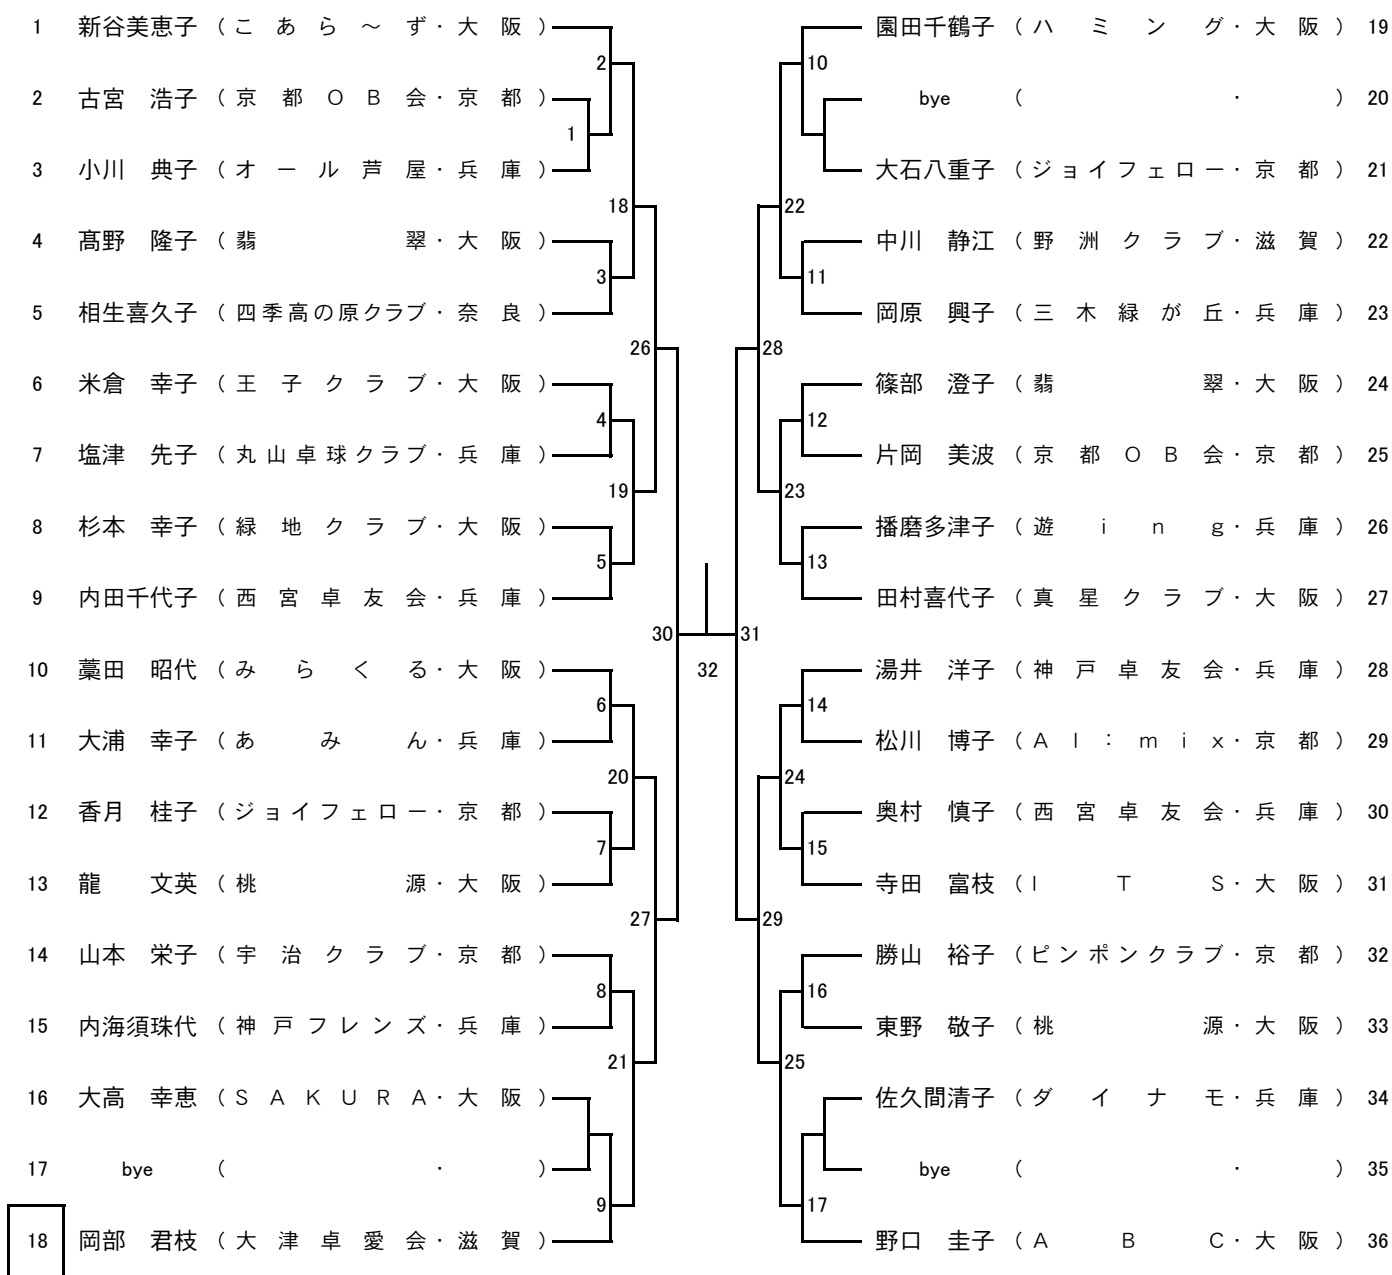 1 新谷美恵子 (こあら～ず・大阪) 2
2 古宮 浩子 (京都OB会・京都) 1
3 小川 典子 (オール芦屋・兵庫) 18
4 髙野 隆子 (翡翠・大阪) 3
5 相生喜久子 (四季高の原クラブ・奈良) 26
6 米倉 幸子 (王子クラブ・大阪) 4
7 塩津 先子 (丸山卓球クラブ・兵庫) 19
8 杉本 幸子 (緑地クラブ・大阪) 5
9 内田千代子 (西宮卓友会・兵庫) 30
10 藁田 昭代 (みらくる・大阪) 6
11 大浦 幸子 (あみん・兵庫) 20
12 香月 桂子 (ジョイフェロー・京都) 7
13 龍 文英 (桃源・大阪) 27
14 山本 栄子 (宇治クラブ・京都) 8
15 内海須珠代 (神戸フレンズ・兵庫) 21
16 大高 幸恵 (SAKURA・大阪)
17 bye ( ・ ) 9
18 岡部 君枝 (大津卓愛会・滋賀)
32
園田千鶴子 (ハミング・大阪) 19
10
bye ( ・ ) 20
大石八重子 (ジョイフェロー・京都) 21
22
中川 静江 (野洲クラブ・滋賀) 22
11
岡原 興子 (三木緑が丘・兵庫) 23
28
篠部 澄子 (翡翠・大阪) 24
12
片岡 美波 (京都OB会・京都) 25
23
播磨多津子 (遊ing・兵庫) 26
13
田村喜代子 (真星クラブ・大阪) 27
31
湯井 洋子 (神戸卓友会・兵庫) 28
14
松川 博子 (AI:mix・京都) 29
24
奥村 慎子 (西宮卓友会・兵庫) 30
15
寺田 富枝 (ITS・大阪) 31
29
勝山 裕子 (ピンポンクラブ・京都) 32
16
東野 敬子 (桃源・大阪) 33
25
佐久間清子 (ダイナモ・兵庫) 34
bye ( ・ ) 35
17
野口 圭子 (ABC・大阪) 36